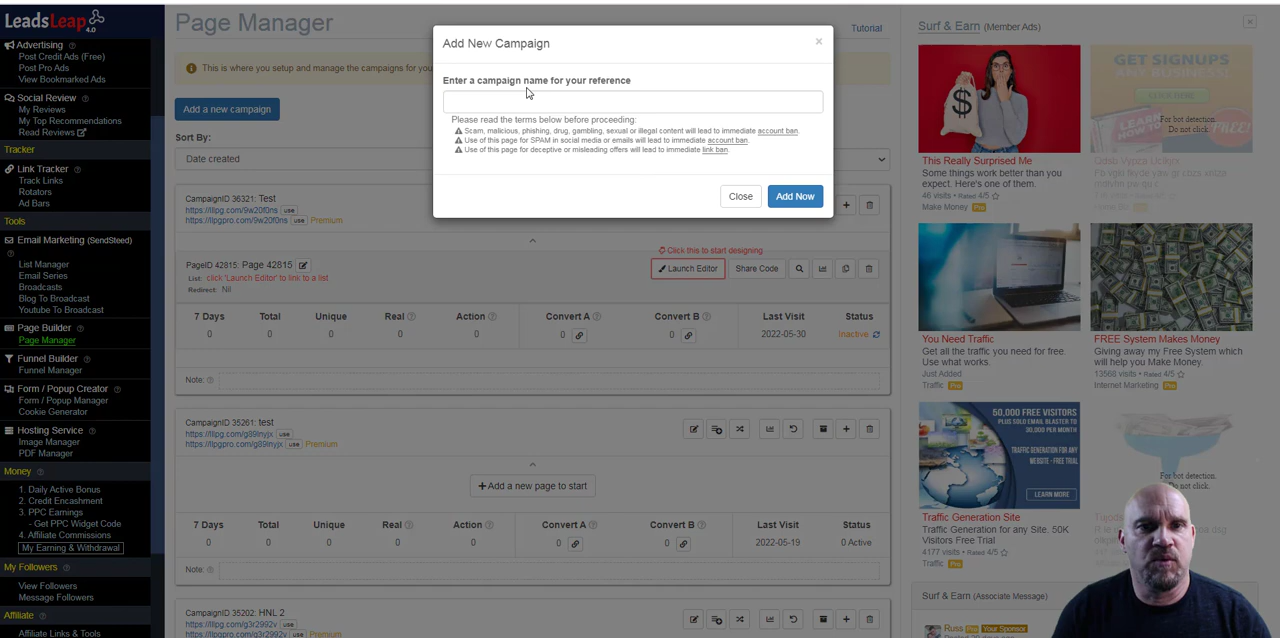 LeadsLeap 4.0
Advertising
Post Credit Ads (Free)
Post Pro Ads
View Bookmarked Ads
Social Review
My Reviews
My Top Recommendations
Read Reviews
Tracker
Link Tracker
Track Links
Rotators
Ad Bars
Tools
Email Marketing (SendSteed)
List Manager
Email Series
Broadcasts
Blog To Broadcast
Youtube To Broadcast
Page Builder
Page Manager
Funnel Builder
Funnel Manager
Form / Popup Creator
Form / Popup Manager
Cookie Generator
Hosting Service
Image Manager
PDF Manager
Money
1. Daily Active Bonus
2. Credit Encashment
3. PPC Earnings
- Get PPC Widget Code
4. Affiliate Commissions
My Earning & Withdrawal
My Followers
View Followers
Message Followers
Affiliate
Affiliate Links & Tools
Page Manager
Tutorial
This is where you setup and manage the campaigns for you
Add a new campaign
Sort By:
Date created
Add New Campaign
×
Enter a campaign name for your reference
Please read the terms below before proceeding:
Scam, malicious, phishing, drug, gambling, sexual or illegal content will lead to immediate account ban.
Use of this page for SPAM in social media or emails will lead to immediate account ban.
Use of this page for deceptive or misleading offers will lead to immediate link ban.
Close
Add Now
CampaignID 36321: Test
https://llpg.com/9w20f0ns use
https://llpgpro.com/9w20f0ns use Premium
Click this to start designing
PageID 42815: Page 42815
Launch Editor
Share Code
List: click 'Launch Editor' to link to a list
Redirect: Nil
7 Days Total Unique Real Action Convert A Convert B Last Visit Status
0 0 0 0 0 0 0 2022-05-30 Inactive
Note:
CampaignID 35261: test
https://llpg.com/g89lnyjx use
https://llpgpro.com/g89lnyjx use Premium
+Add a new page to start
7 Days Total Unique Real Action Convert A Convert B Last Visit Status
0 0 0 0 0 0 0 2022-05-19 0 Active
Note:
CampaignID 35202: HNL 2
https://llpg.com/g3r2992v use
Surf & Earn (Member Ads)
This Really Surprised Me
Some things work better than you
expect. Here's one of them.
46 visits • Rated 4/5
Make Money Pro
GET SIGNUPS
For bot detection.
Do not click.
You Need Traffic
Get all the traffic you need for free.
Use what works.
Just Added
Traffic Pro
FREE System Makes Money
Giving away my Free System which
will help you Make Money.
13568 visits • Rated 4/5
Internet Marketing Pro
50,000 FREE VISITORS
PLUS SOLO EMAIL BLASTER TO
30,000 PER MONTH
TRAFFIC GENERATION FOR ANY
WEBSITE - FREE TRIAL
LEARN MORE
Traffic Generation Site
Traffic Generation for any Site. 50K
Visitors Free Trial
4177 visits • Rated 4/5
Traffic Pro
For bot detection.
Do not click.
Surf & Earn (Associate Message)
Russ Pro Your Sponsor